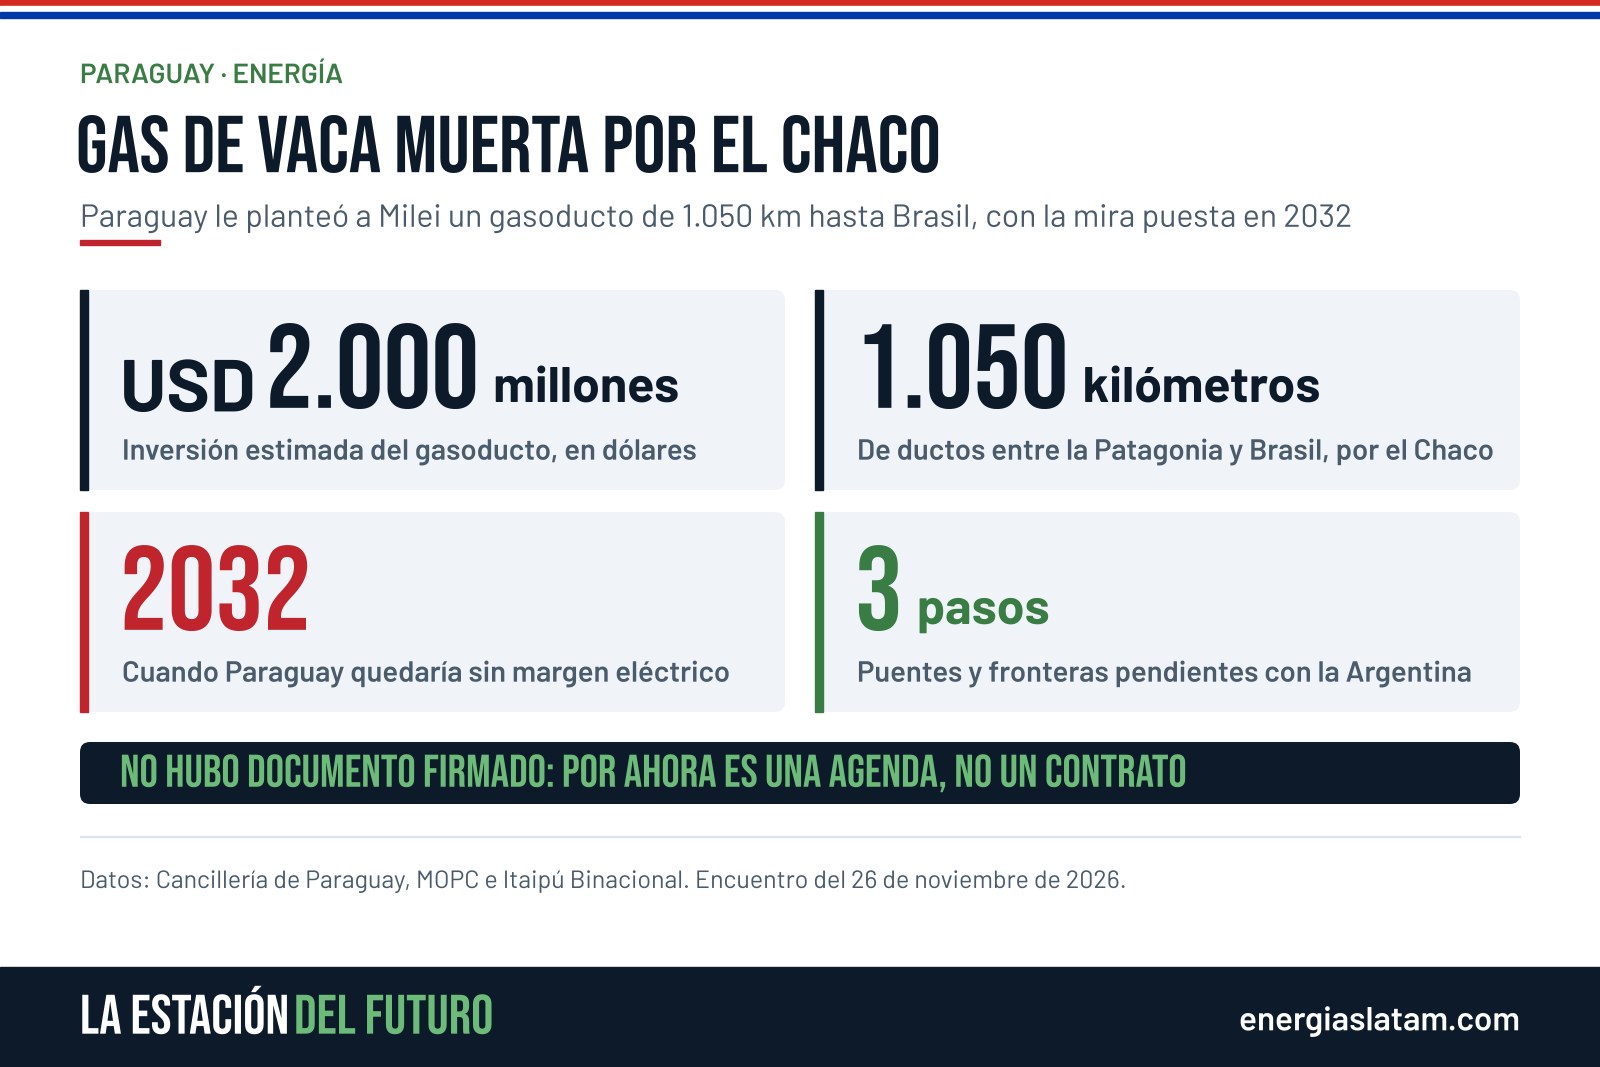 PARAGUAY · ENERGÍA
GAS DE VACA MUERTA POR EL CHACO
Paraguay le planteó a Milei un gasoducto de 1.050 km hasta Brasil, con la mira puesta en 2032
USD 2.000 millones
Inversión estimada del gasoducto, en dólares
1.050 kilómetros
De ductos entre la Patagonia y Brasil, por el Chaco
2032
Cuando Paraguay quedaría sin margen eléctrico
3 pasos
Puentes y fronteras pendientes con la Argentina
NO HUBO DOCUMENTO FIRMADO: POR AHORA ES UNA AGENDA, NO UN CONTRATO
Datos: Cancillería de Paraguay, MOPC e Itaipú Binacional. Encuentro del 26 de noviembre de 2026.
LA ESTACIÓN DEL FUTURO
energiaslatam.com